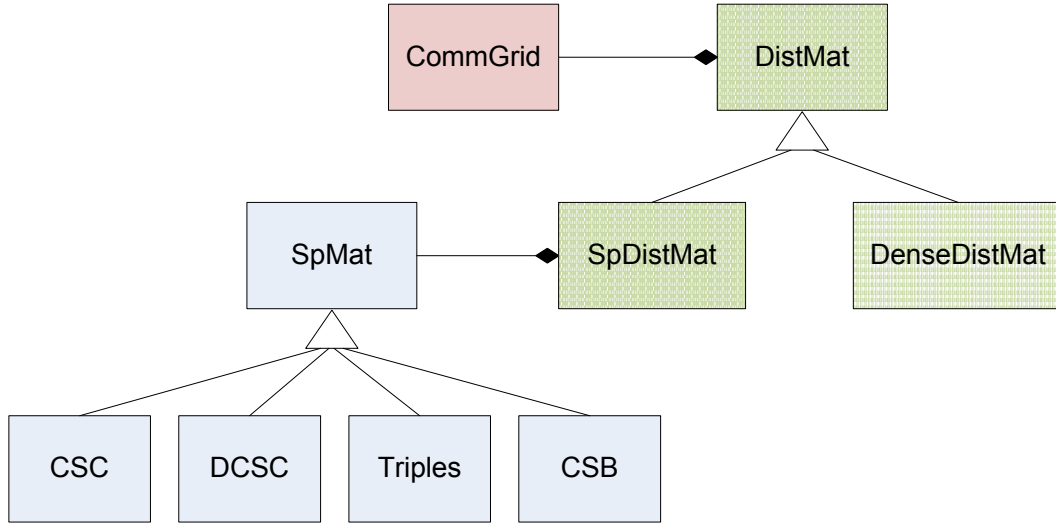 CommGrid
DistMat
SpMat
SpDistMat
DenseDistMat
CSC
DCSC
Triples
CSB